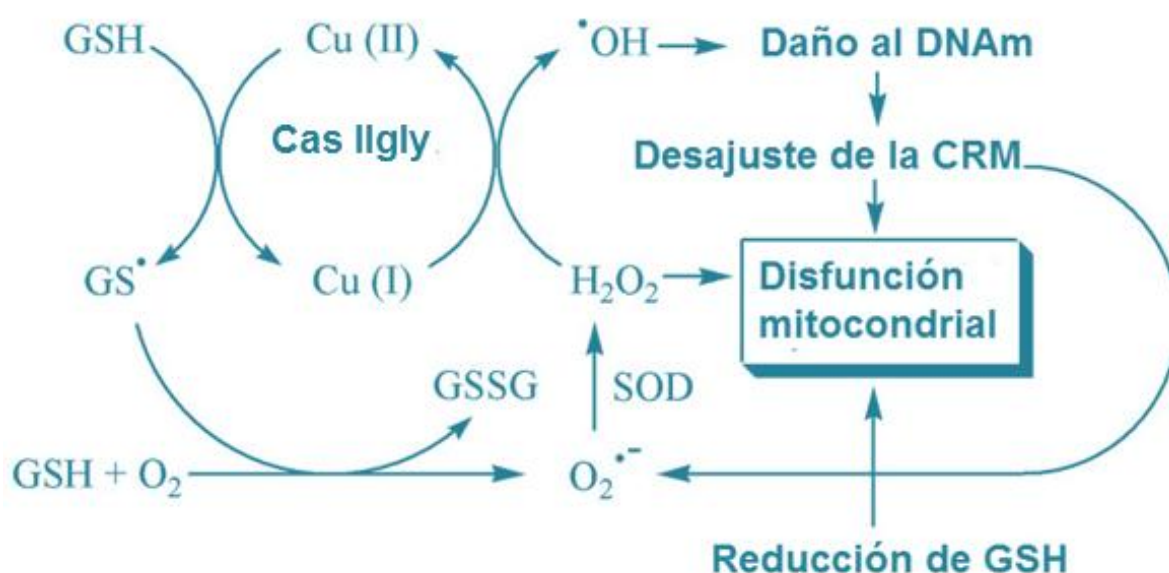 GSH Cu (II) •OH Daño al DNAm
Cas IIgly
Desajuste de la CRM
GS• Cu (I) H₂O₂ Disfunción
mitocondrial
GSSG SOD
GSH + O₂ O₂•⁻
Reducción de GSH